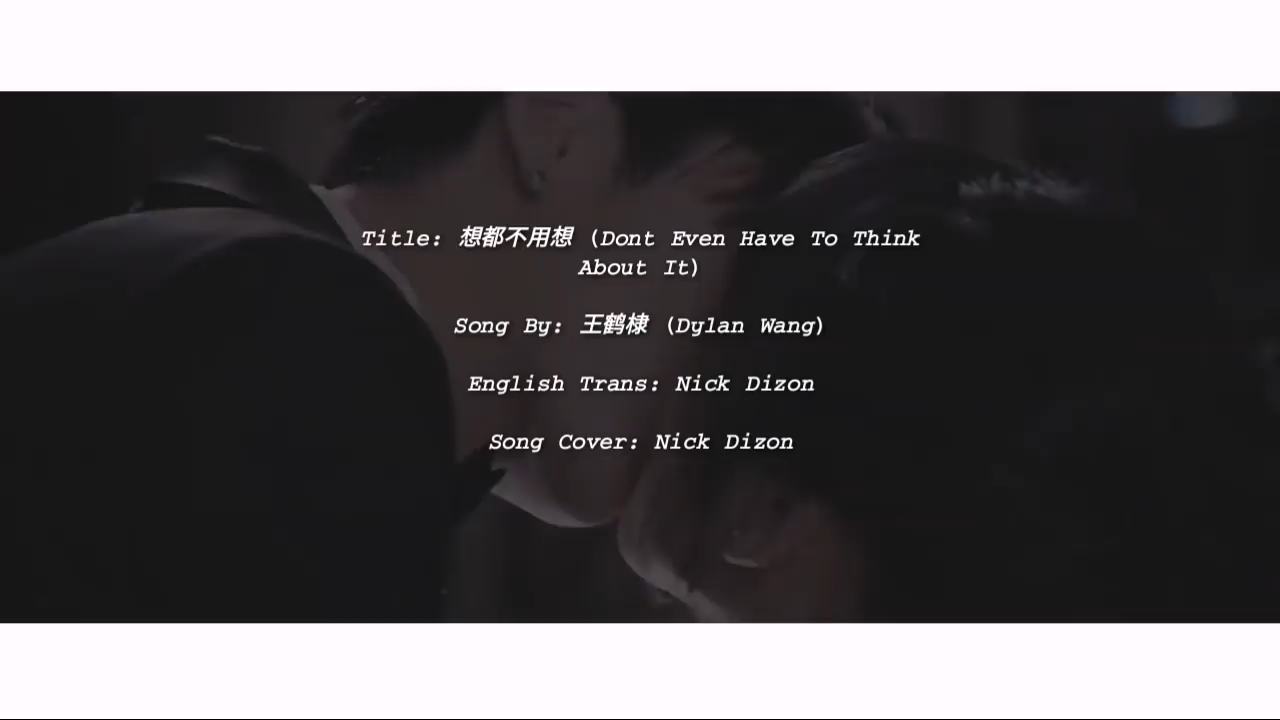 Title: 想都不用想 (Dont Even Have To Think
About It)
Song By: 王鹤棣 (Dylan Wang)
English Trans: Nick Dizon
Song Cover: Nick Dizon